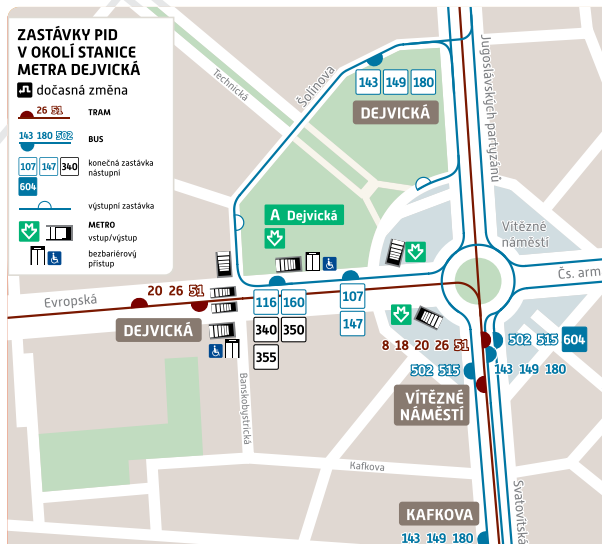 ZASTÁVKY PID
V OKOLÍ STANICE
METRA DEJVICKÁ
dočasná změna
26 51
TRAM
143 180 502
BUS
107 147 340
604
konečná zastávka
nástupní
výstupní zastávka
METRO
vstup/výstup
bezbariérový
přístup
Technická
Šolínova
143 149 180
DEJVICKÁ
Jugoslávských partyzánů
A Dejvická
Vítězné
náměstí
Čs. arm
Evropská
20 26 51
DEJVICKÁ
116 160
340 350
355
107
147
8 18 20 26 51
502 515 604
143 149 180
502 515
VÍTĚZNÉ
NÁMĚSTÍ
Banskobystrická
Kafkova
Svatovítská
KAFKOVA
143 149 180